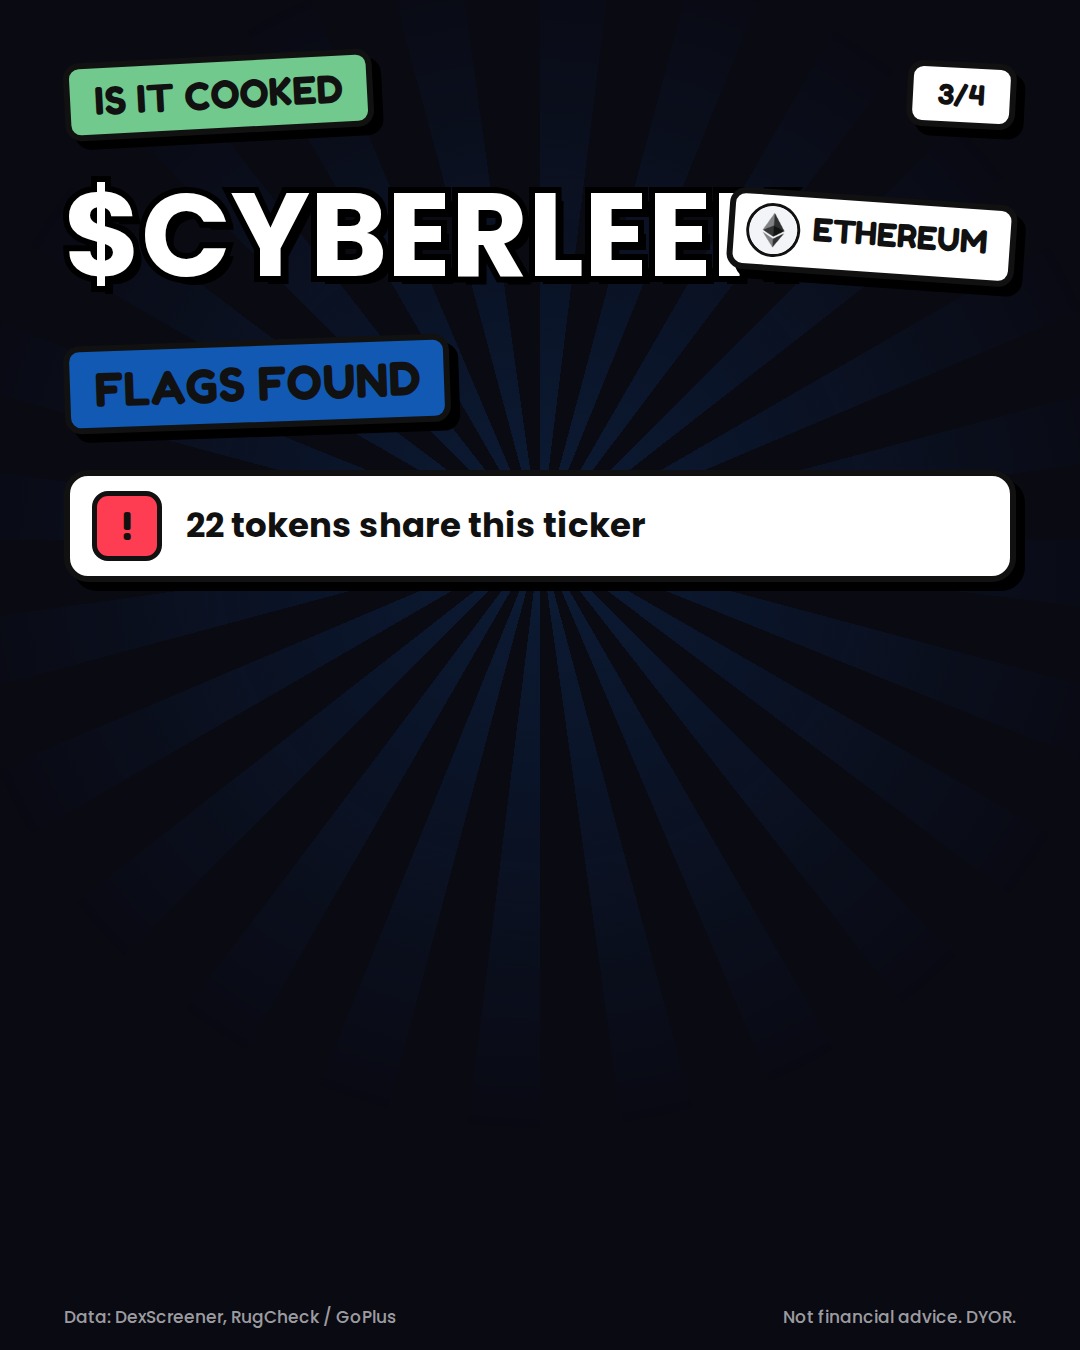 IS IT COOKED
3/4
ETHEREUM
FLAGS FOUND
! 22 tokens share this ticker
Data: DexScreener, RugCheck / GoPlus
Not financial advice. DYOR.